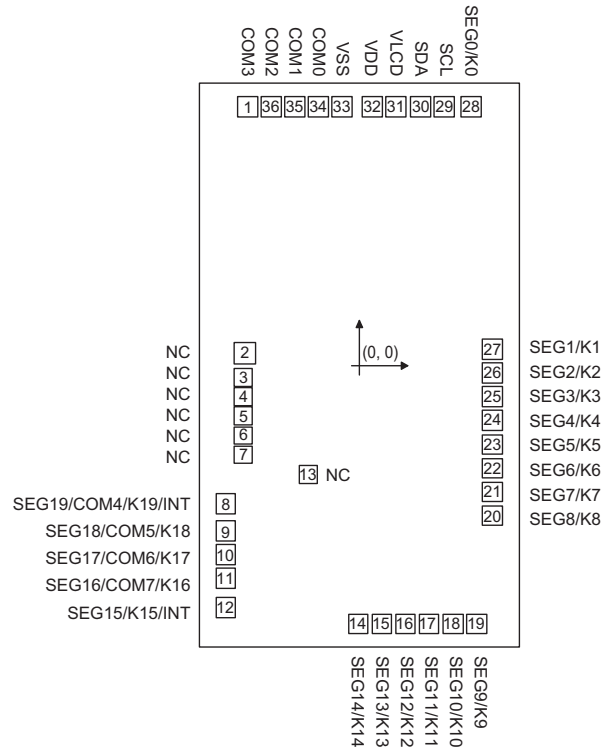 COM3
COM2
COM1
COM0
VSS
VDD
VLCD
SDA
SCL
SEG0/K0
1
36
35
34
33
32
31
30
29
28
(0, 0)
NC
2
NC
3
NC
4
NC
5
NC
6
NC
7
27
SEG1/K1
26
SEG2/K2
25
SEG3/K3
24
SEG4/K4
23
SEG5/K5
22
SEG6/K6
21
SEG7/K7
20
SEG8/K8
13
NC
SEG19/COM4/K19/INT
8
SEG18/COM5/K18
9
SEG17/COM6/K17
10
SEG16/COM7/K16
11
SEG15/K15/INT
12
14
15
16
17
18
19
SEG14/K14
SEG13/K13
SEG12/K12
SEG11/K11
SEG10/K10
SEG9/K9